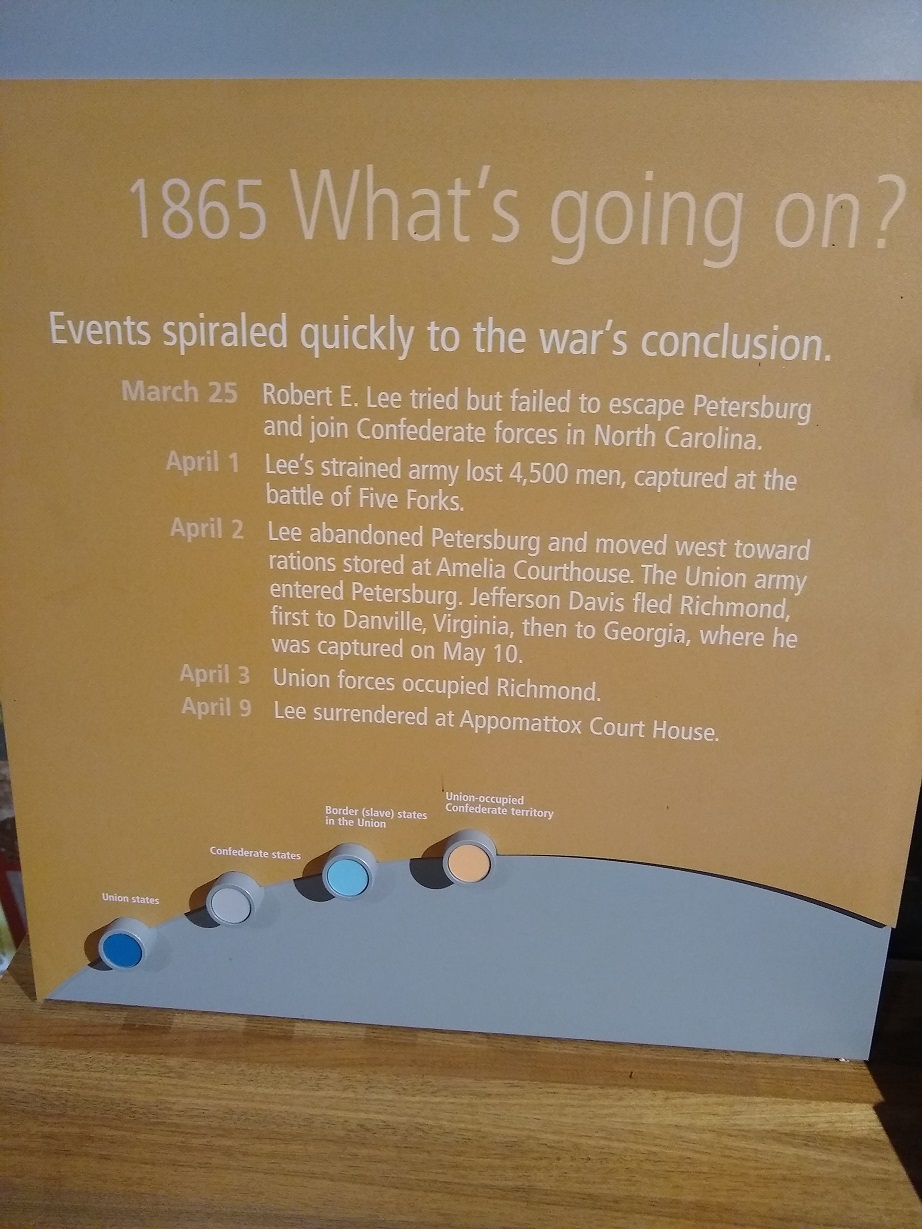 1865 What's going on?
Events spiraled quickly to the war's conclusion.
March 25 Robert E. Lee tried but failed to escape Petersburg
and join Confederate forces in North Carolina.
April 1 Lee's strained army lost 4,500 men, captured at the
battle of Five Forks.
April 2 Lee abandoned Petersburg and moved west toward
rations stored at Amelia Courthouse. The Union army
entered Petersburg. Jefferson Davis fled Richmond,
first to Danville, Virginia, then to Georgia, where he
was captured on May 10.
April 3 Union forces occupied Richmond.
April 9 Lee surrendered at Appomattox Court House.
Union states
Confederate states
Border (slave) states
in the Union
Union-occupied
Confederate territory